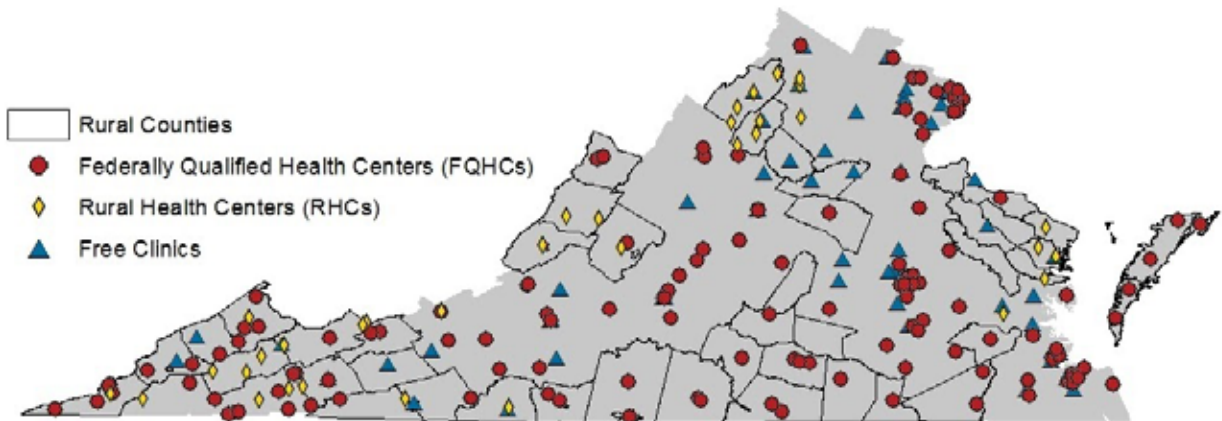 Rural Counties
Federally Qualified Health Centers (FQHCs)
Rural Health Centers (RHCs)
Free Clinics